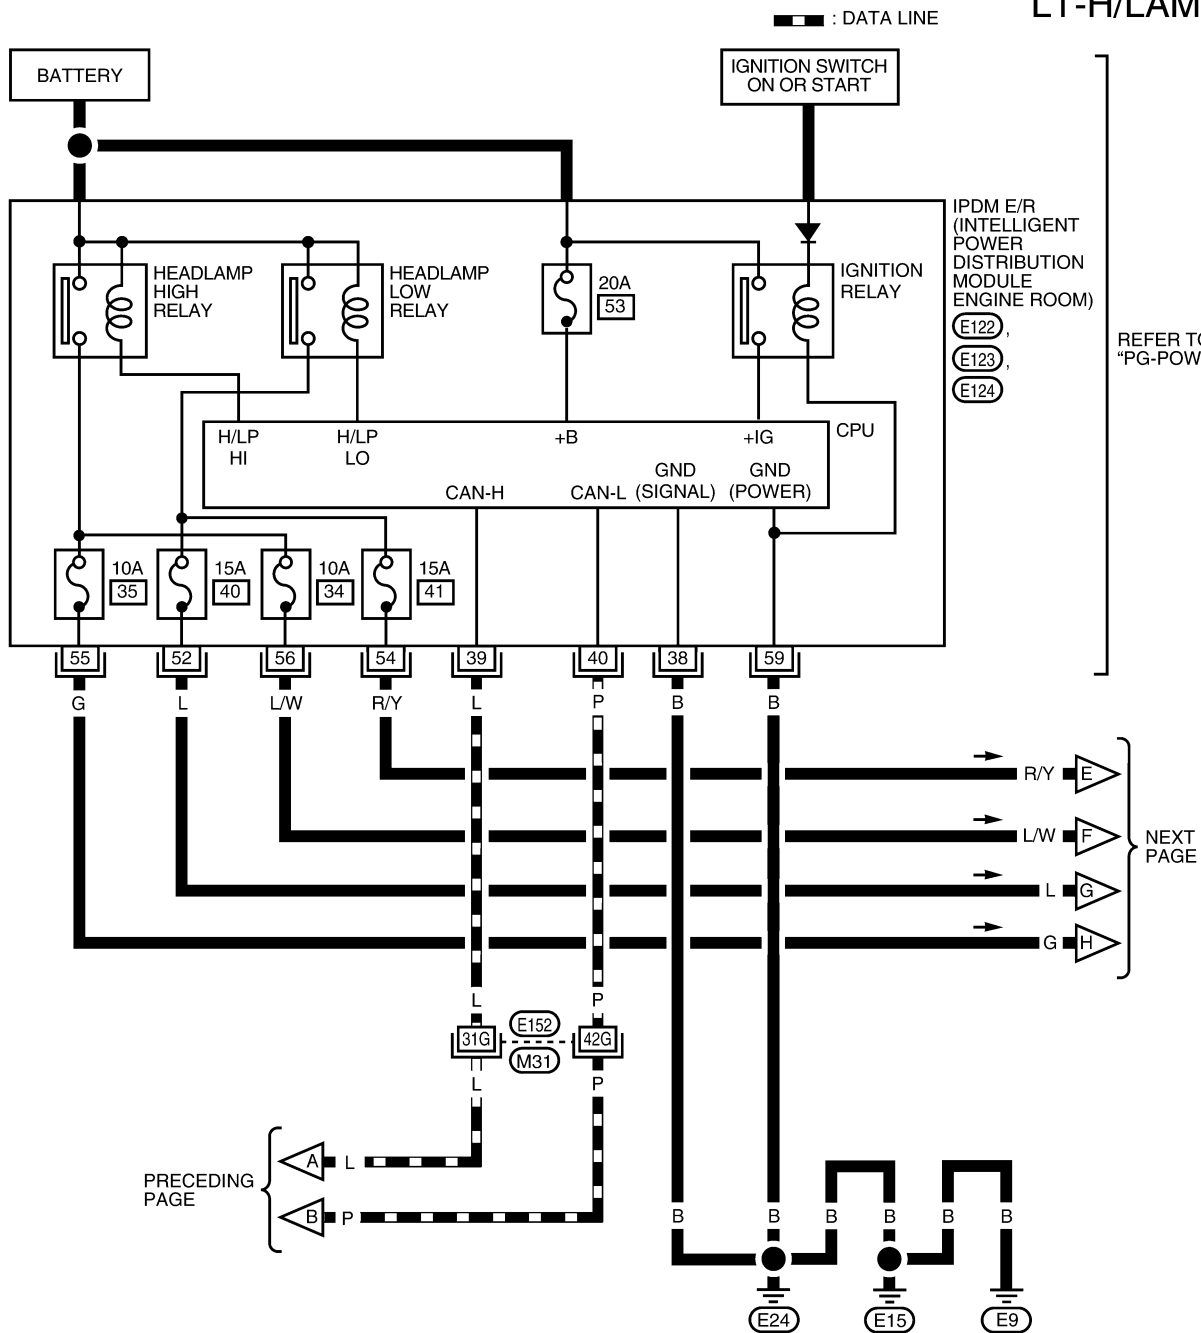 LT-H/LAM
: DATA LINE
BATTERY
IGNITION SWITCH
ON OR START
IPDM E/R
(INTELLIGENT
POWER
DISTRIBUTION
MODULE
ENGINE ROOM)
E122 ,
E123 ,
E124
REFER TO
“PG-POW
HEADLAMP
HIGH
RELAY
HEADLAMP
LOW
RELAY
20A
53
IGNITION
RELAY
CPU
H/LP
HI
H/LP
LO
+B
+IG
CAN-H
CAN-L
GND
(SIGNAL)
GND
(POWER)
10A
35
15A
40
10A
34
15A
41
55 52 56 54 39 40 38 59
G L L/W R/Y L P B B
R/Y E
L/W F
L G
G H
NEXT
PAGE
L P
31G E152 42G
M31
L P
PRECEDING
PAGE
A L
B P
B B B B B B
E24 E15 E9